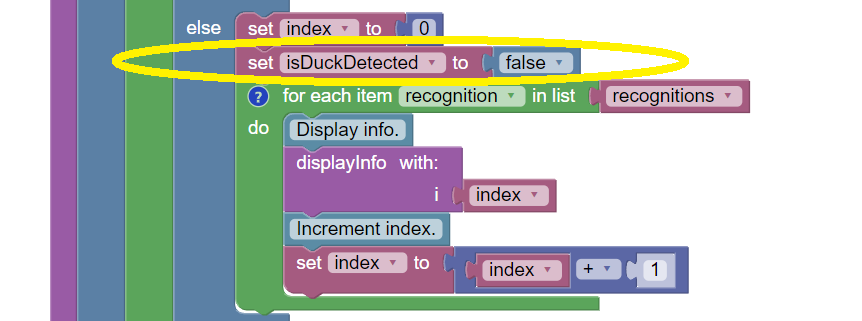 else set index to 0
set isDuckDetected to false
? for each item recognition in list recognitions
do Display info.
displayInfo with:
i index
Increment index.
set index to index + 1